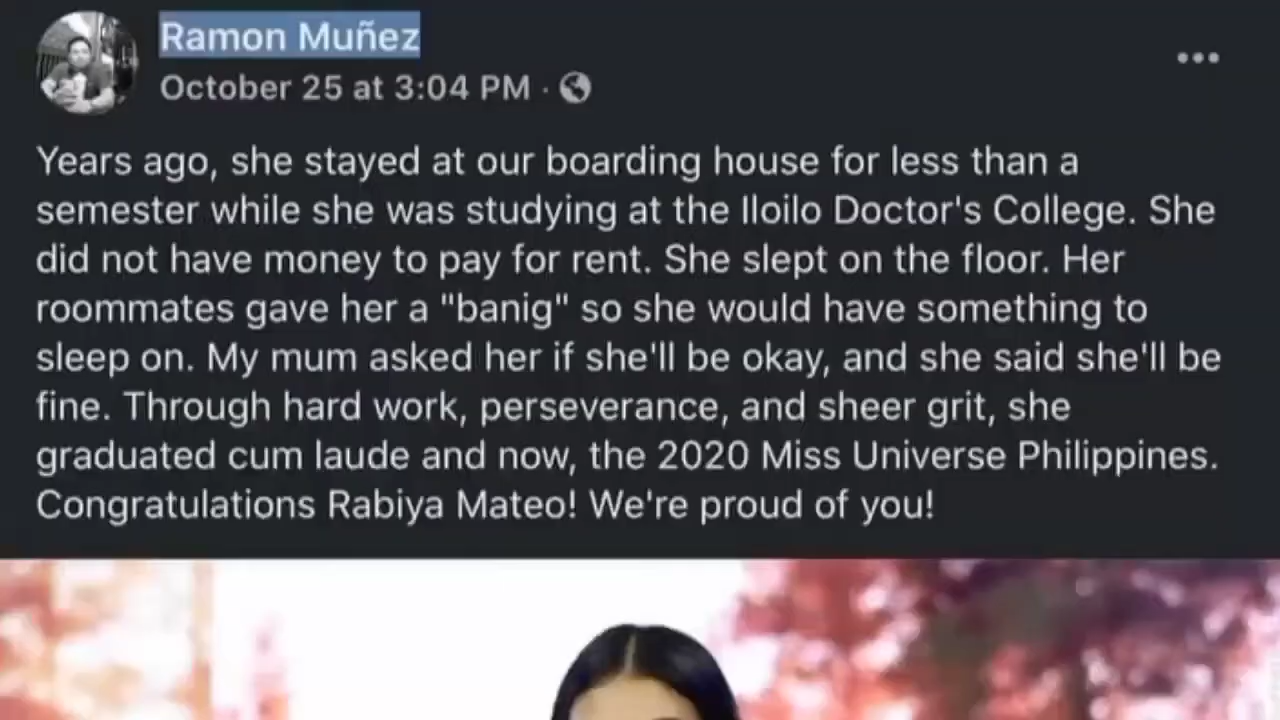 Ramon Muñez
October 25 at 3:04 PM ·
Years ago, she stayed at our boarding house for less than a
semester while she was studying at the Iloilo Doctor's College. She
did not have money to pay for rent. She slept on the floor. Her
roommates gave her a "banig" so she would have something to
sleep on. My mum asked her if she'll be okay, and she said she'll be
fine. Through hard work, perseverance, and sheer grit, she
graduated cum laude and now, the 2020 Miss Universe Philippines.
Congratulations Rabiya Mateo! We're proud of you!